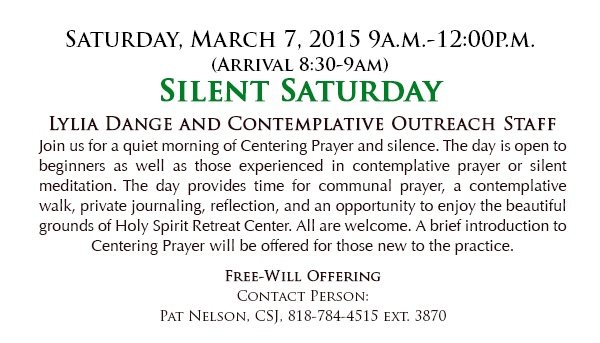 Saturday, March 7, 2015 9a.m.-12:00p.m.
(Arrival 8:30-9am)
Silent Saturday
Lylia Dange and Contemplative Outreach Staff
Join us for a quiet morning of Centering Prayer and silence. The day is open to
beginners as well as those experienced in contemplative prayer or silent
meditation. The day provides time for communal prayer, a contemplative
walk, private journaling, reflection, and an opportunity to enjoy the beautiful
grounds of Holy Spirit Retreat Center. All are welcome. A brief introduction to
Centering Prayer will be offered for those new to the practice.
Free-Will Offering
Contact Person:
Pat Nelson, CSJ, 818-784-4515 ext. 3870